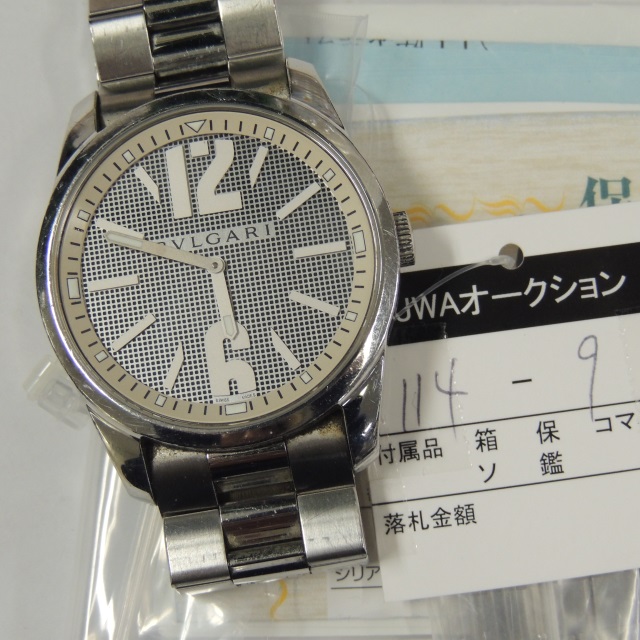 12
BVLGARI
6
保
UWAオークション
114 - 9
付属品 箱 保 コマ
ソ 鑑
落札金額
シリア